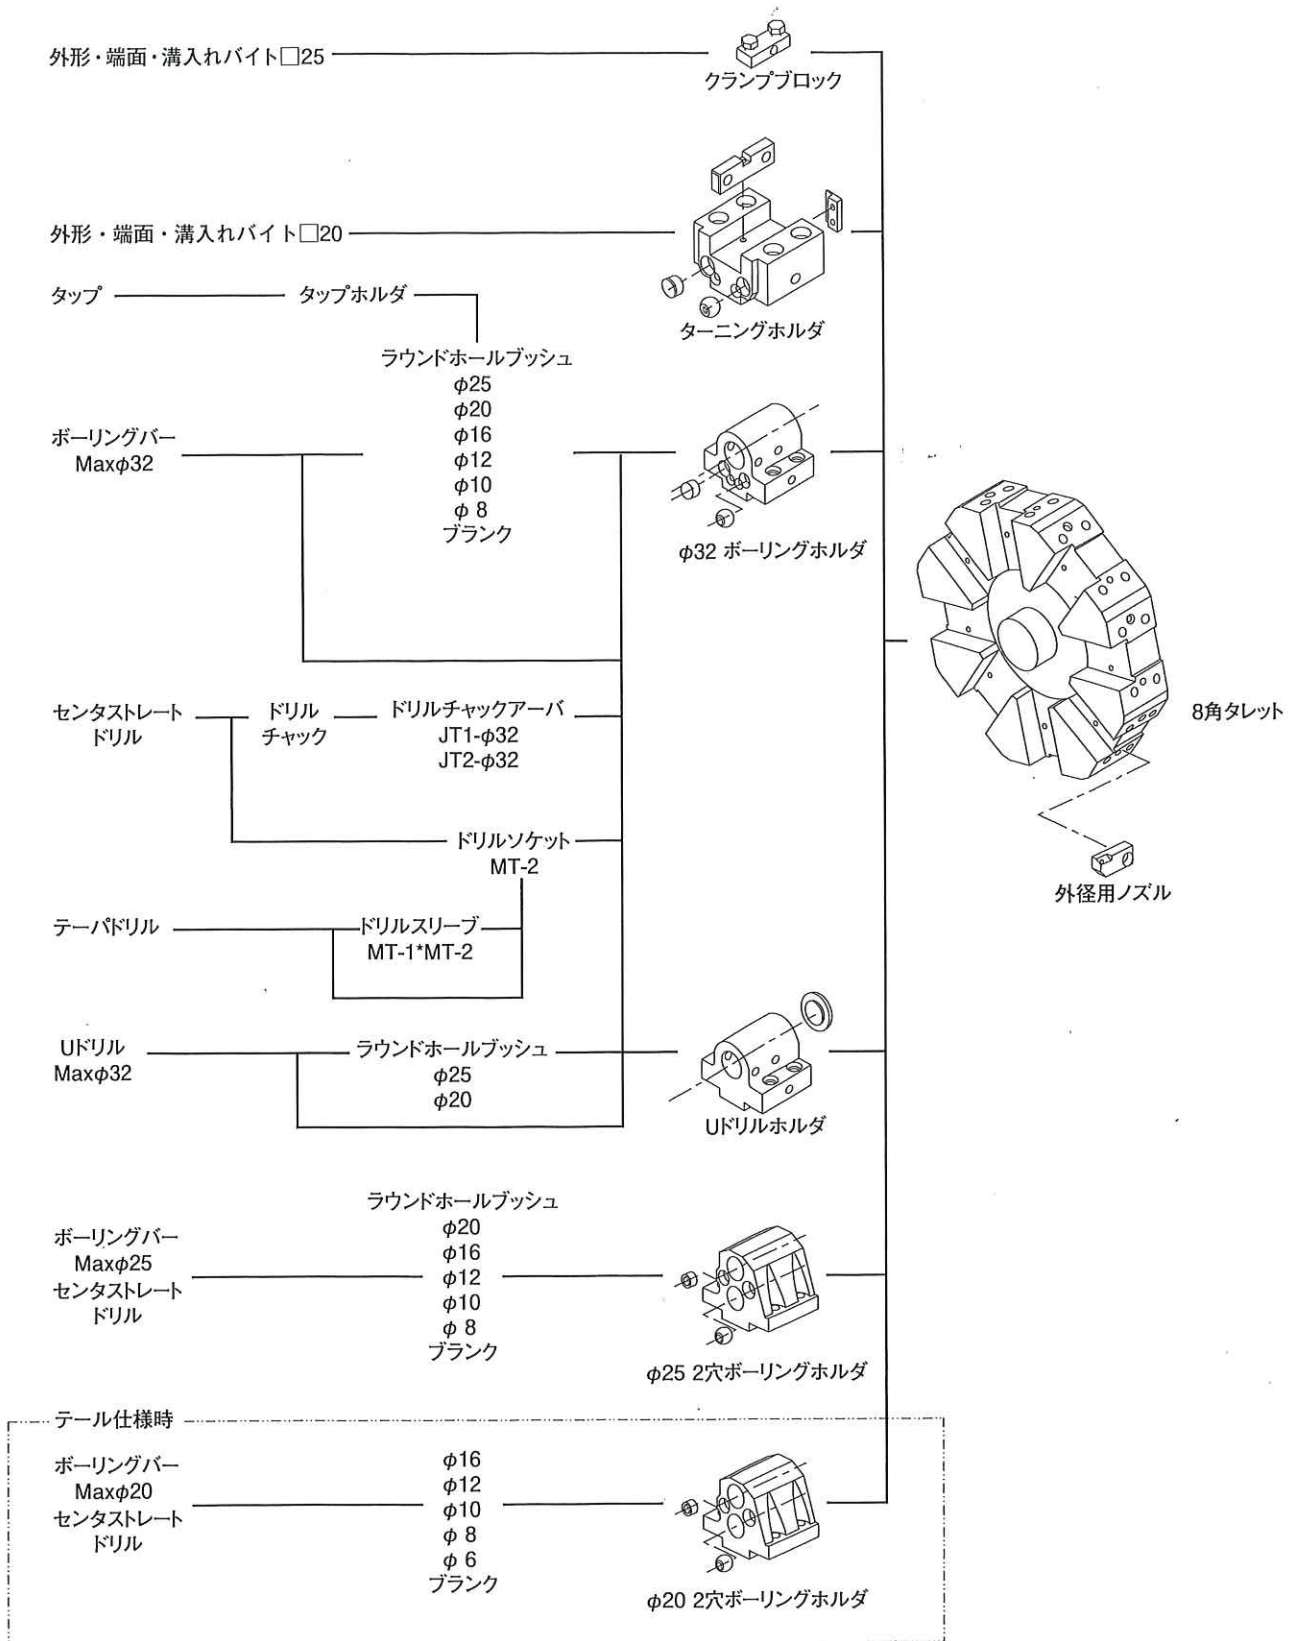 外形・端面・溝入れバイト□25
クランプブロック
外形・端面・溝入れバイト□20
タップ
タップホルダ
ターニングホルダ
ラウンドホールブッシュ
φ25
φ20
φ16
φ12
φ10
φ 8
ブランク
ボーリングバー
Maxφ32
φ32 ボーリングホルダ
センタストレート
ドリル
ドリル
チャック
ドリルチャックアーバ
JT1-φ32
JT2-φ32
8角タレット
ドリルソケット
MT-2
外径用ノズル
テーパドリル
ドリルスリーブ
MT-1*MT-2
Uドリル
Maxφ32
ラウンドホールブッシュ
φ25
φ20
Uドリルホルダ
ボーリングバー
Maxφ25
センタストレート
ドリル
ラウンドホールブッシュ
φ20
φ16
φ12
φ10
φ 8
ブランク
φ25 2穴ボーリングホルダ
テール仕様時
ボーリングバー
Maxφ20
センタストレート
ドリル
φ16
φ12
φ10
φ 8
φ 6
ブランク
φ20 2穴ボーリングホルダ